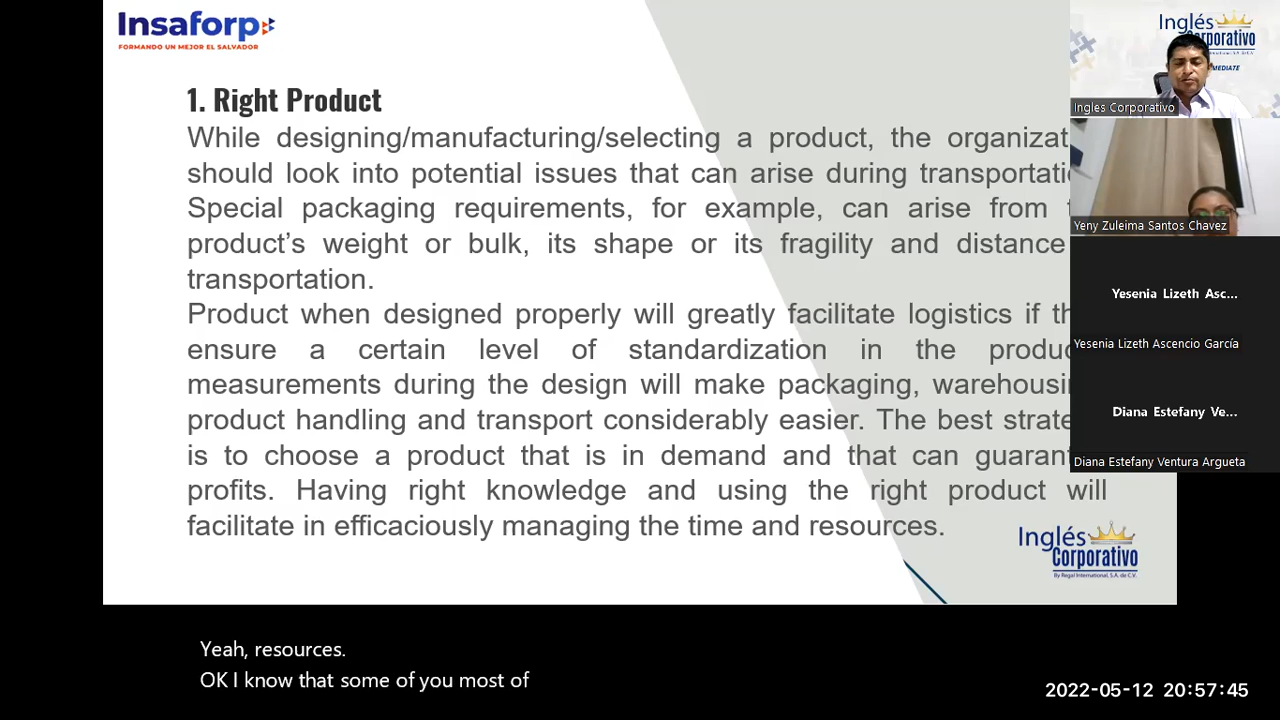 Insaforp
FORMANDO UN MEJOR EL SALVADOR
1. Right Product
While designing/manufacturing/selecting a product, the organizat
should look into potential issues that can arise during transportati
Special packaging requirements, for example, can arise from
product’s weight or bulk, its shape or its fragility and distance
transportation.
Product when designed properly will greatly facilitate logistics if th
ensure a certain level of standardization in the produc
measurements during the design will make packaging, warehousi
product handling and transport considerably easier. The best strate
is to choose a product that is in demand and that can guarant
profits. Having right knowledge and using the right product will
facilitate in efficaciously managing the time and resources.
Inglés
Corporativo
By Regal International, S.A. de C.V.
Inglés
Corporativo
Ingles Corporativo
Yeny Zuleima Santos Chavez
Yesenia Lizeth Asc...
Yesenia Lizeth Ascencio García
Diana Estefany Ve...
Diana Estefany Ventura Argueta
Yeah, resources.
OK I know that some of you most of
2022-05-12 20:57:45